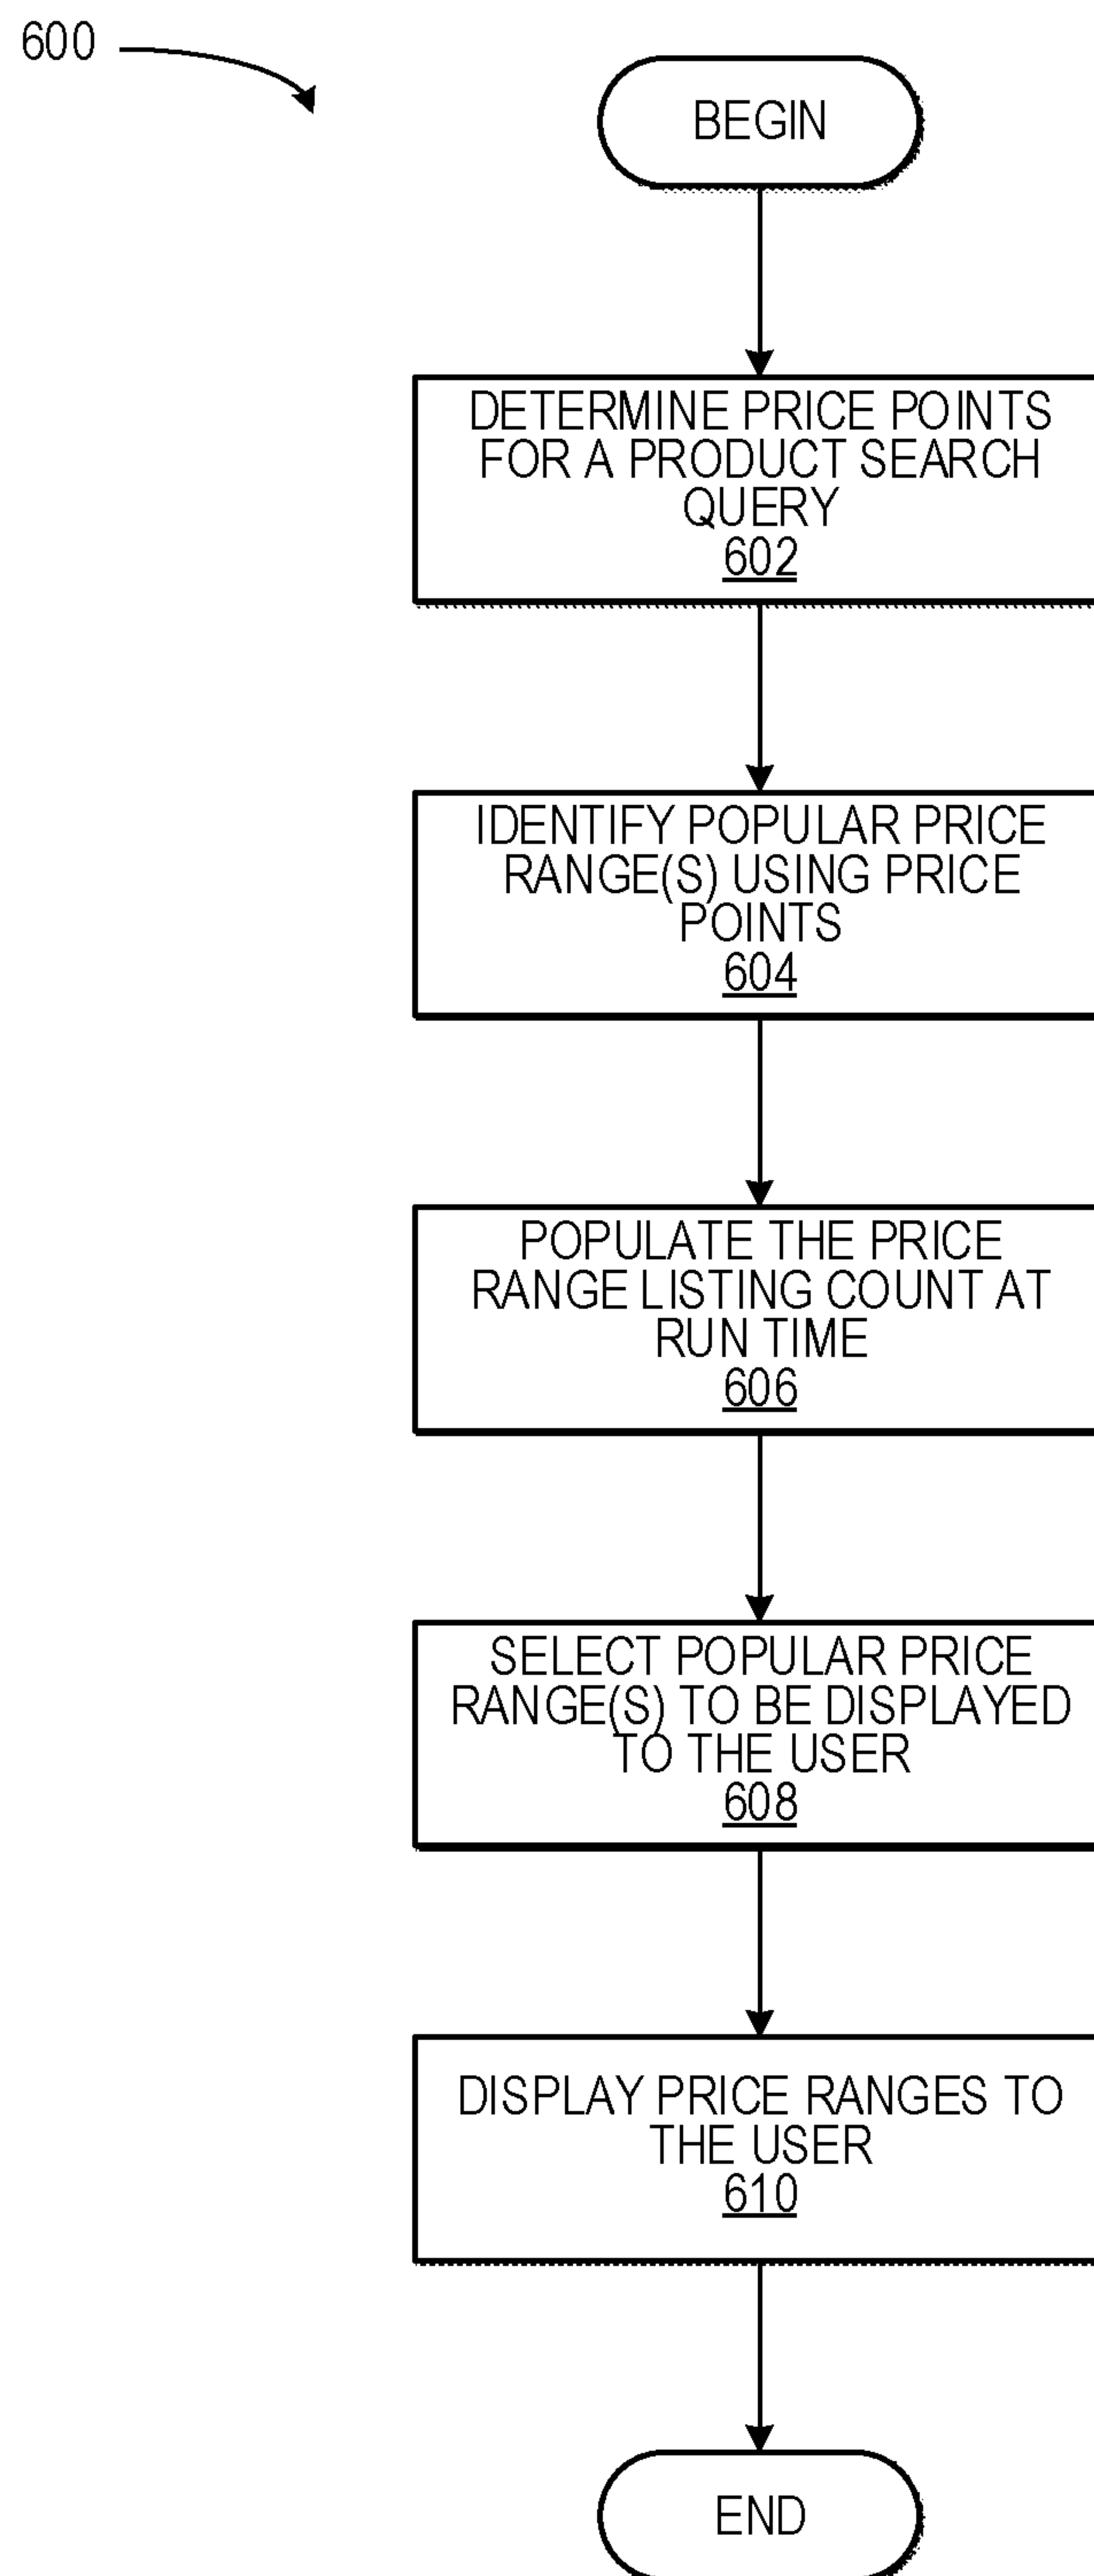 600
BEGIN
DETERMINE PRICE POINTS
FOR A PRODUCT SEARCH
QUERY
602
IDENTIFY POPULAR PRICE
RANGE(S) USING PRICE
POINTS
604
POPULATE THE PRICE
RANGE LISTING COUNT AT
RUN TIME
606
SELECT POPULAR PRICE
RANGE(S) TO BE DISPLAYED
TO THE USER
608
DISPLAY PRICE RANGES TO
THE USER
610
END